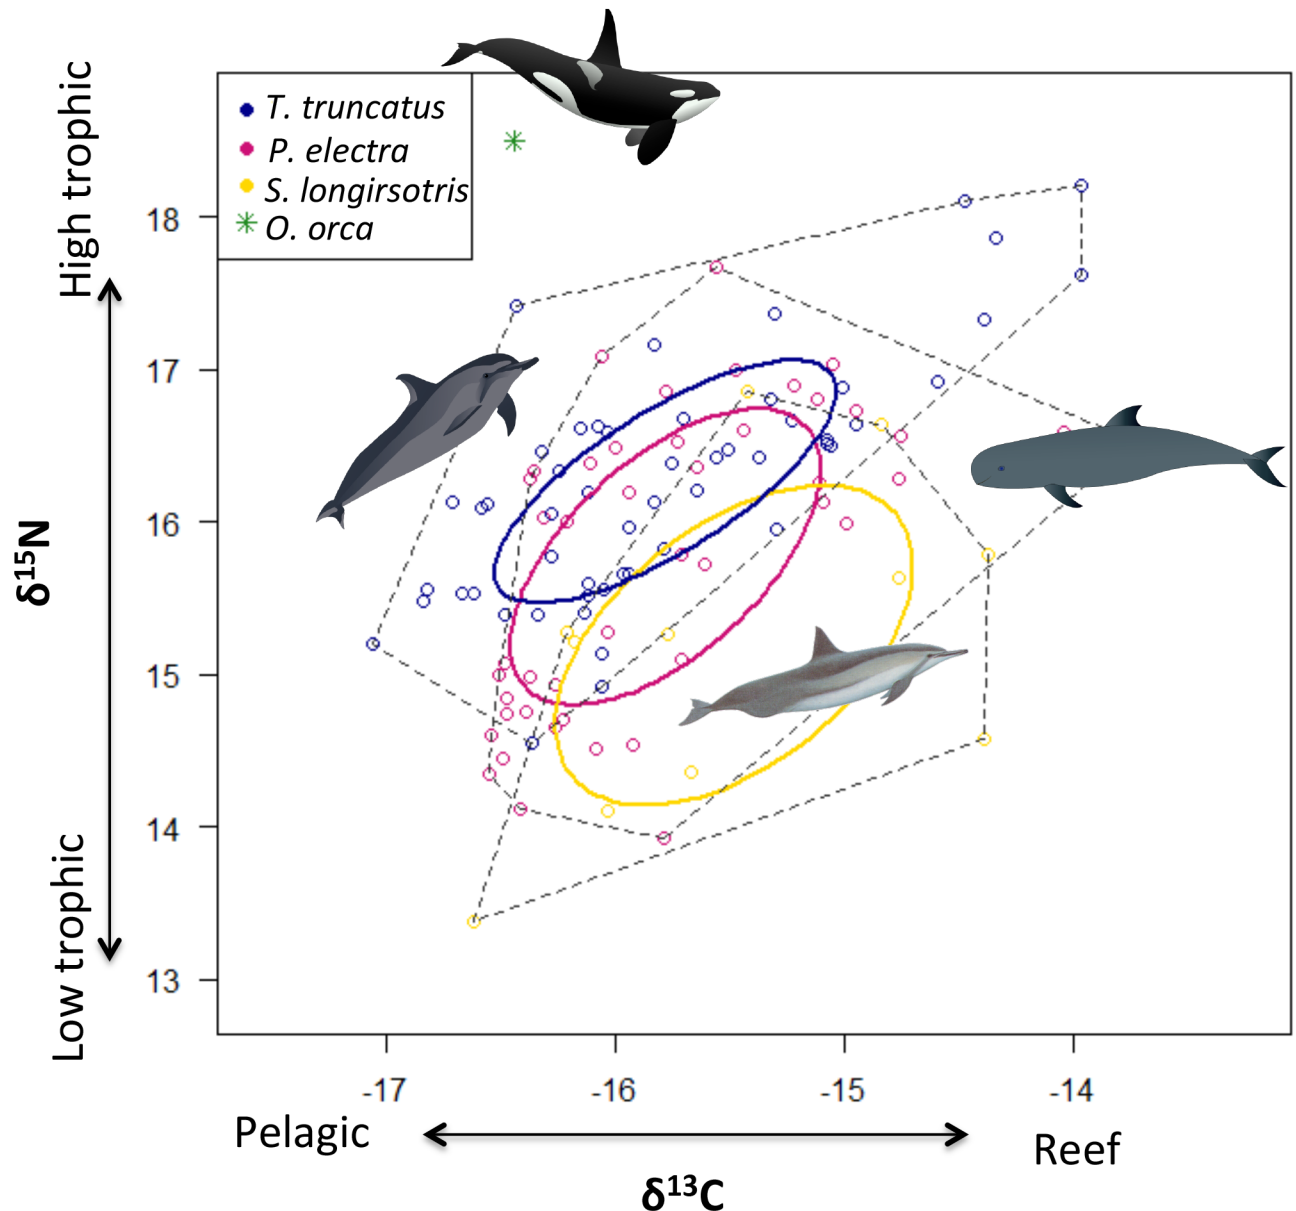 T. truncatus
P. electra
S. longirsotris
O. orca
High trophic
Low trophic
δ¹⁵N
18
17
16
15
14
13
-17
-16
-15
-14
Pelagic
Reef
δ¹³C